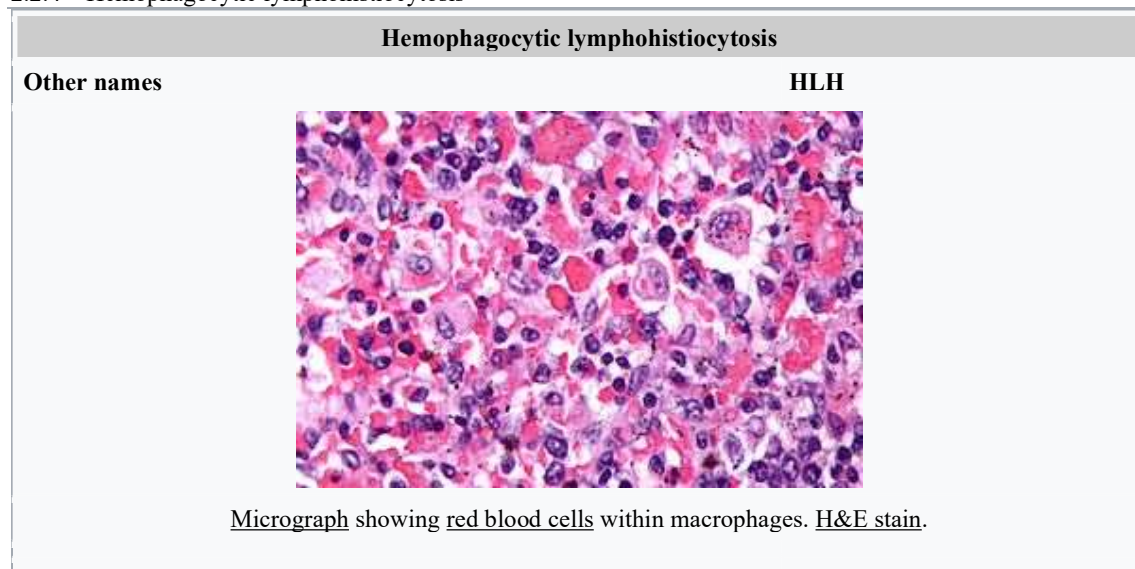 Hemophagocytic lymphohistiocytosis
Other names HLH
Micrograph showing red blood cells within macrophages. H&E stain.